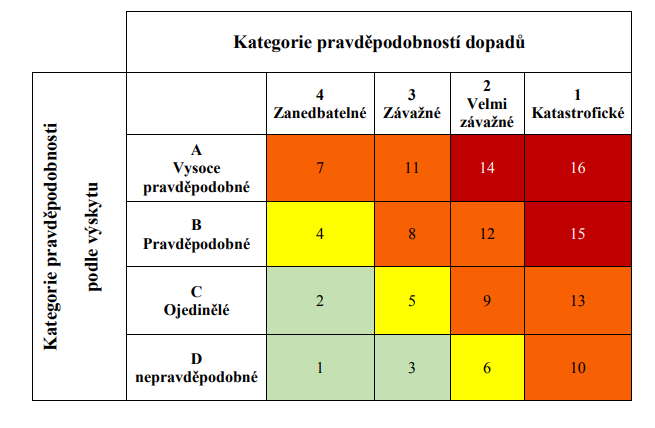 Kategorie pravděpodobností dopadů
Kategorie pravděpodobnosti
podle výskytu
4
Zanedbatelné
3
Závažné
2
Velmi
závažné
1
Katastrofické
A
Vysoce
pravděpodobné
7
11
14
16
B
Pravděpodobné
4
8
12
15
C
Ojedinělé
2
5
9
13
D
nepravděpodobné
1
3
6
10